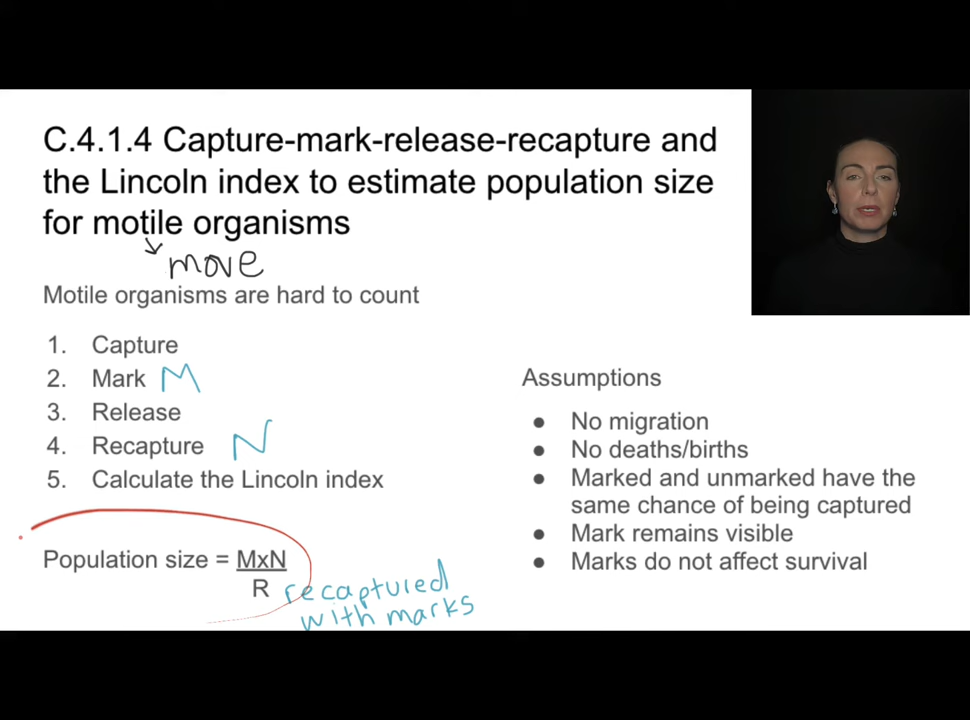 C.4.1.4 Capture-mark-release-recapture and
the Lincoln index to estimate population size
for motile organisms
move
Motile organisms are hard to count
1. Capture
2. Mark M
3. Release
4. Recapture N
5. Calculate the Lincoln index
Population size = MxN
R recaptured
with marks
Assumptions
● No migration
● No deaths/births
● Marked and unmarked have the
same chance of being captured
● Mark remains visible
● Marks do not affect survival